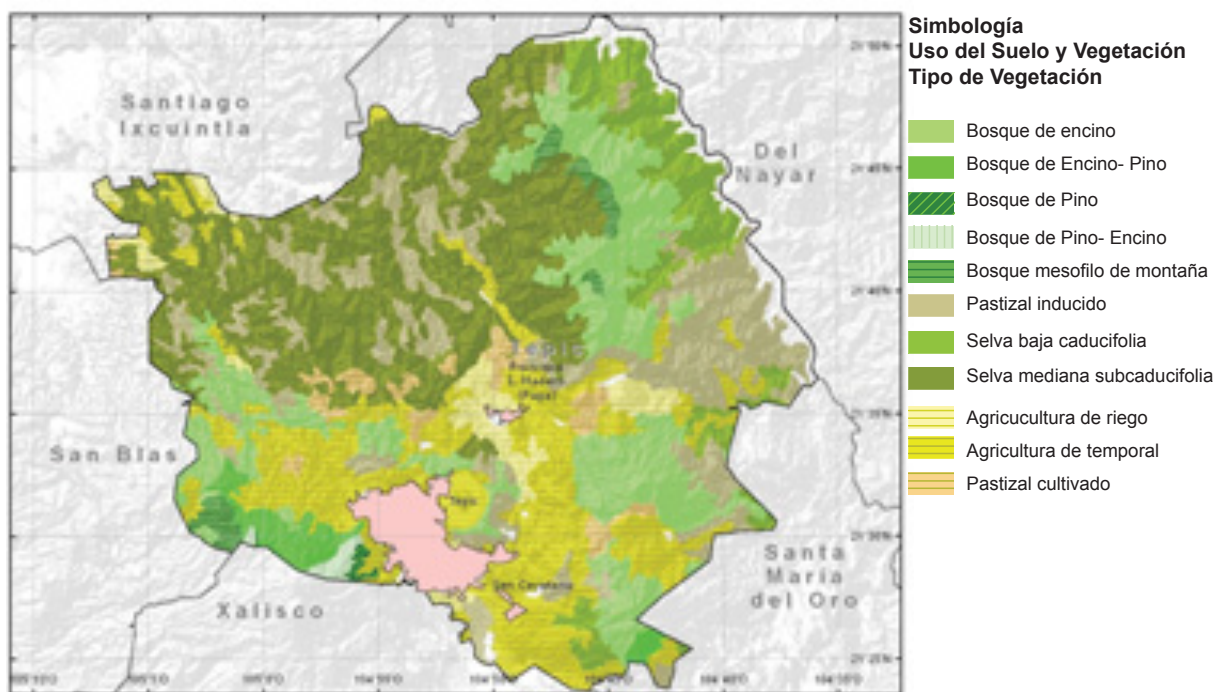 Simbología
Uso del Suelo y Vegetación
Tipo de Vegetación
Bosque de encino
Bosque de Encino- Pino
Bosque de Pino
Bosque de Pino- Encino
Bosque mesofilo de montaña
Pastizal inducido
Selva baja caducifolia
Selva mediana subcaducifolia
Agricucultura de riego
Agricultura de temporal
Pastizal cultivado
Santiago
Ixcuintla
Del
Nayar
Tepic
San Blas
Tepic
Santa
María
del Oro
San Cayetano
Xalisco